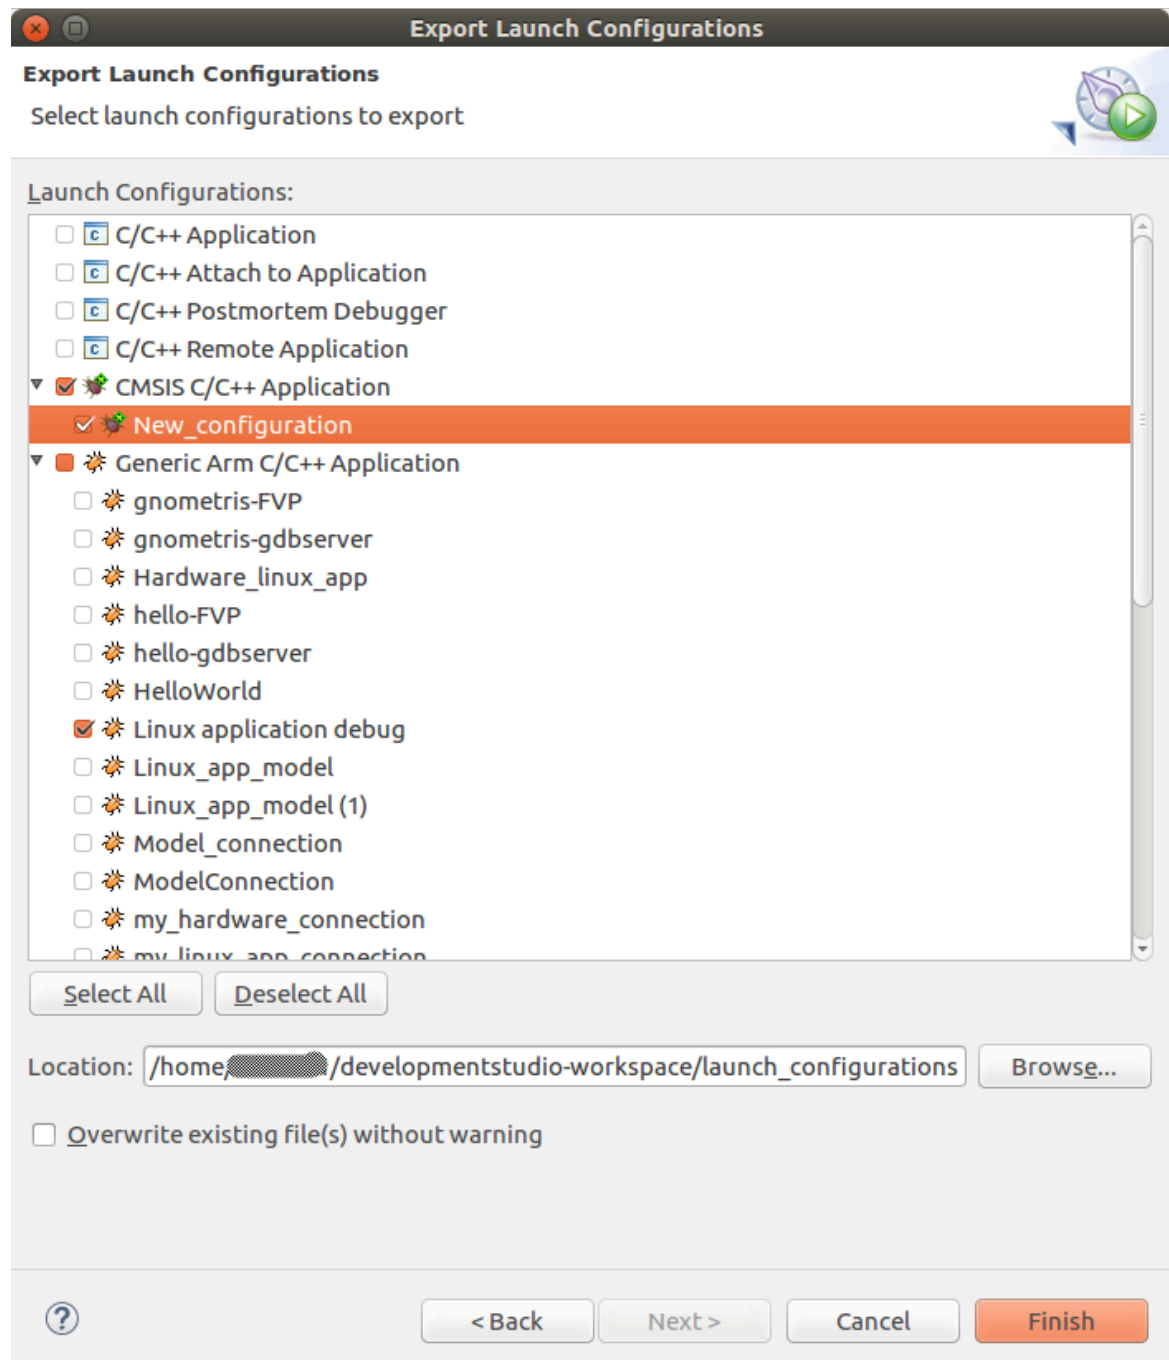 Export Launch Configurations
Export Launch Configurations
Select launch configurations to export
Launch Configurations:
C/C++ Application
C/C++ Attach to Application
C/C++ Postmortem Debugger
C/C++ Remote Application
CMSIS C/C++ Application
New_configuration
Generic Arm C/C++ Application
gnometris-FVP
gnometris-gdbserver
Hardware_linux_app
hello-FVP
hello-gdbserver
HelloWorld
Linux application debug
Linux_app_model
Linux_app_model (1)
Model_connection
ModelConnection
my_hardware_connection
my_linux_app_connection
Select All Deselect All
Location: /home/ /developmentstudio-workspace/launch_configurations Browse...
Overwrite existing file(s) without warning
? < Back Next > Cancel Finish